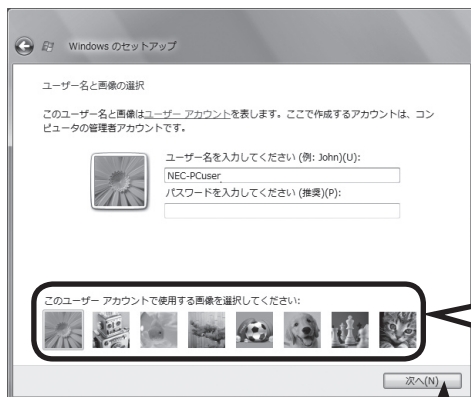 Windows のセットアップ
ユーザー名と画像の選択
このユーザー名と画像はユーザー アカウントを表します。ここで作成するアカウントは、コン
ピュータの管理者アカウントです。
ユーザー名を入力してください (例: John)(U):
NEC-PCuser
パスワードを入力してください (推奨)(P):
このユーザー アカウントで使用する画像を選択してください:
次へ(N)